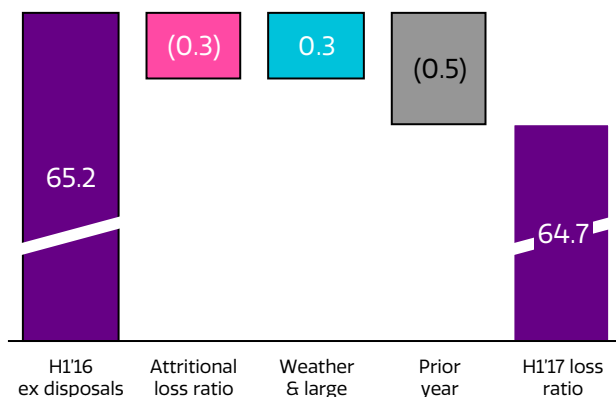 (0.3)
0.3
(0.5)
65.2
64.7
H1'16
ex disposals
Attritional
loss ratio
Weather
& large
Prior
year
H1'17 loss
ratio